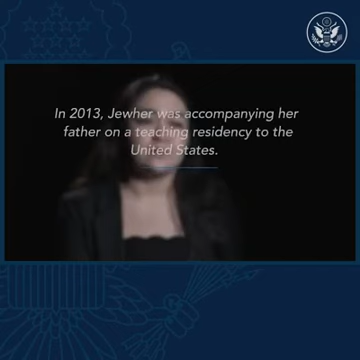 In 2013, Jewher was accompanying her
father on a teaching residency to the
United States.